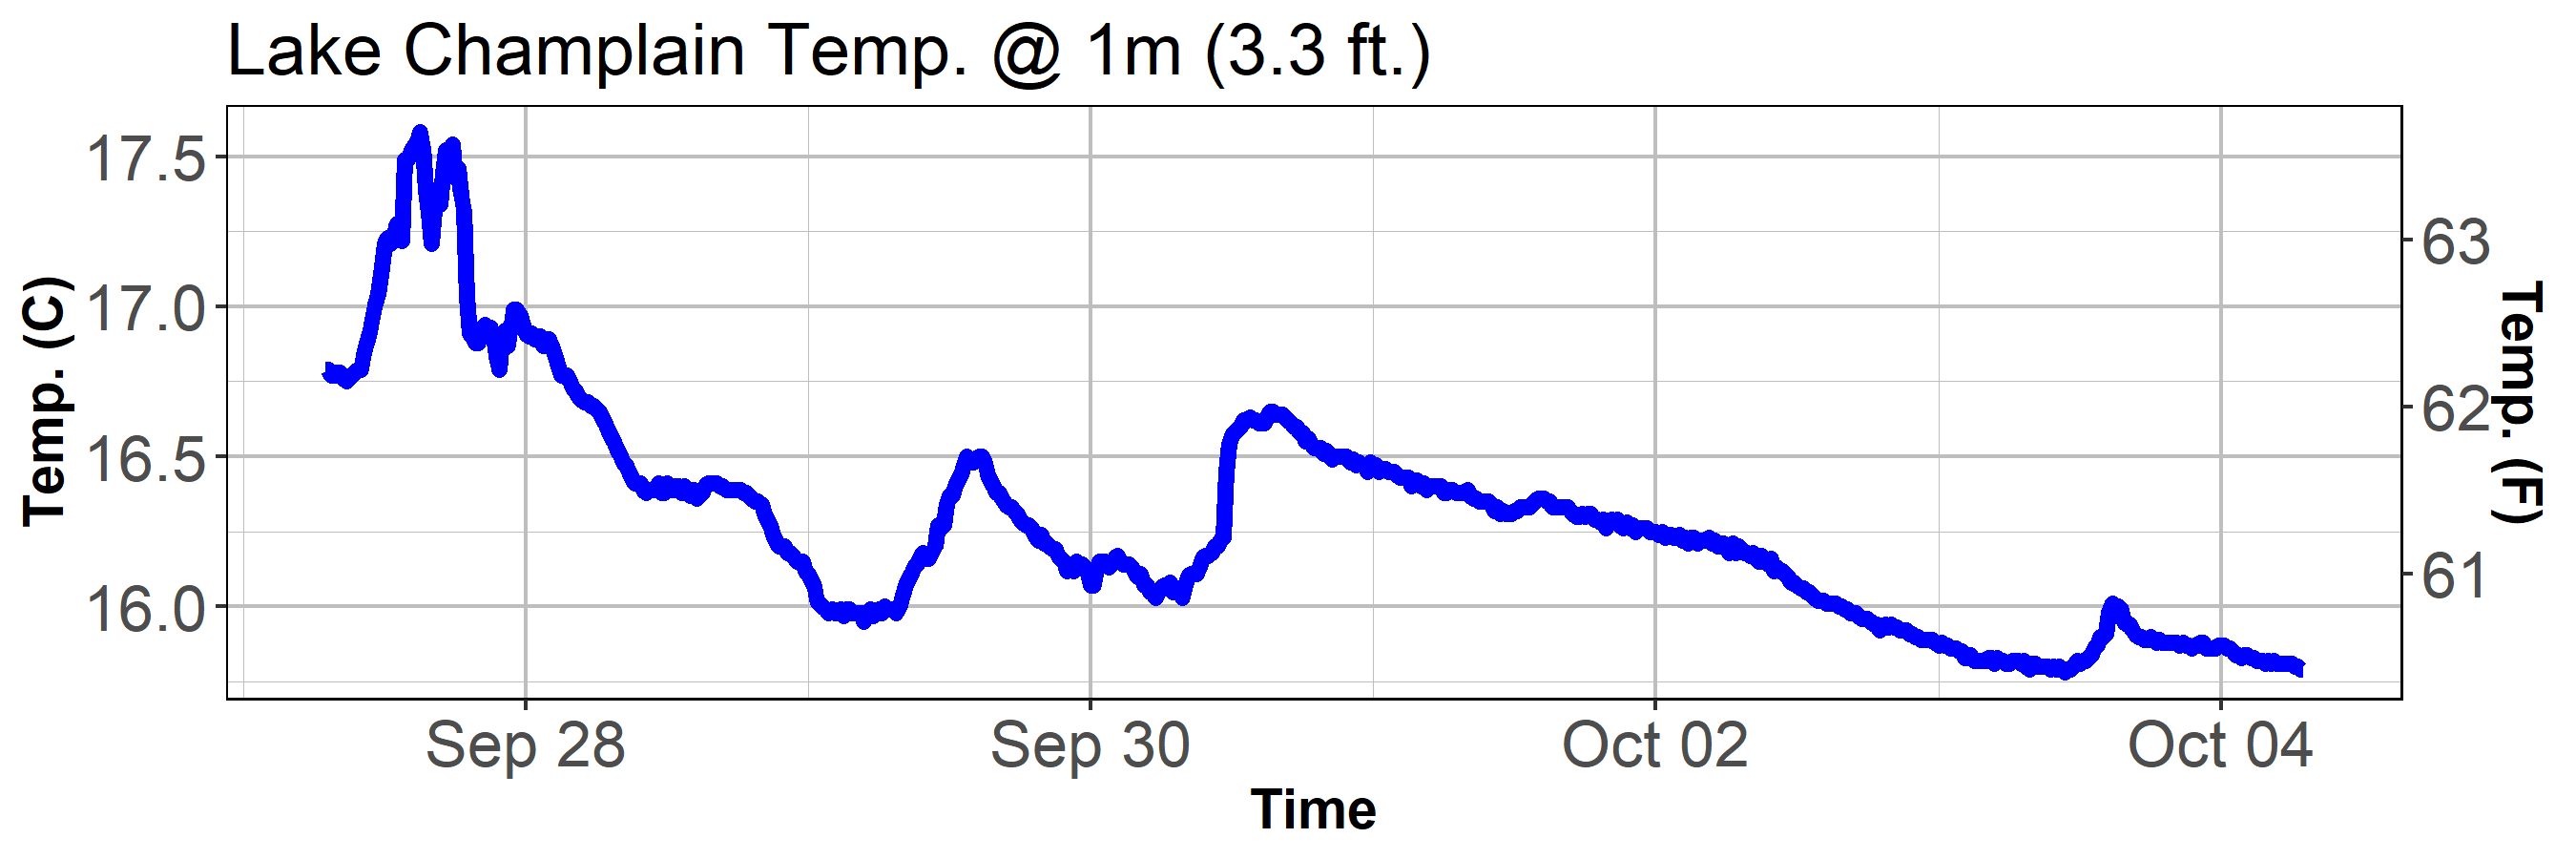 Lake Champlain Temp. @ 1m (3.3 ft.)
Temp. (C)
17.5
17.0
16.5
16.0
63
62
61
Temp. (F)
Sep 28
Sep 30
Oct 02
Oct 04
Time